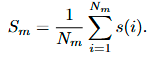 $$S_m = \frac{1}{N_m} \sum_{i=1}^{N_m} s(i).$$